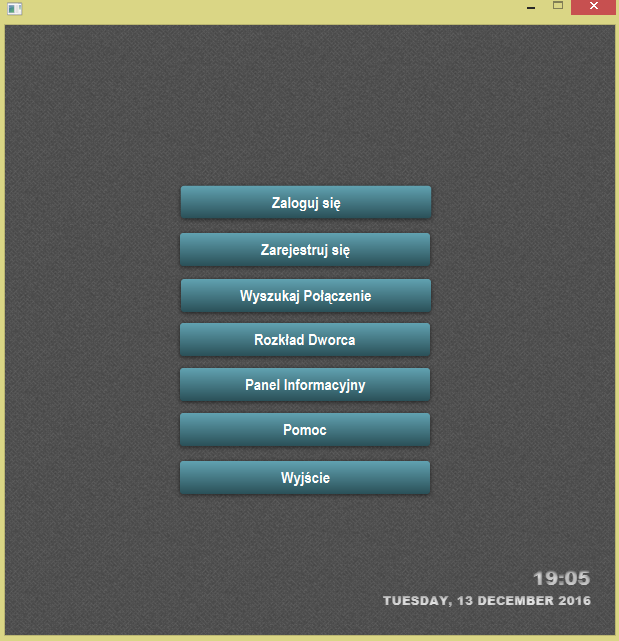 Zaloguj się
Zarejestruj się
Wyszukaj Połączenie
Rozkład Dworca
Panel Informacyjny
Pomoc
Wyjście
19:05
TUESDAY, 13 DECEMBER 2016